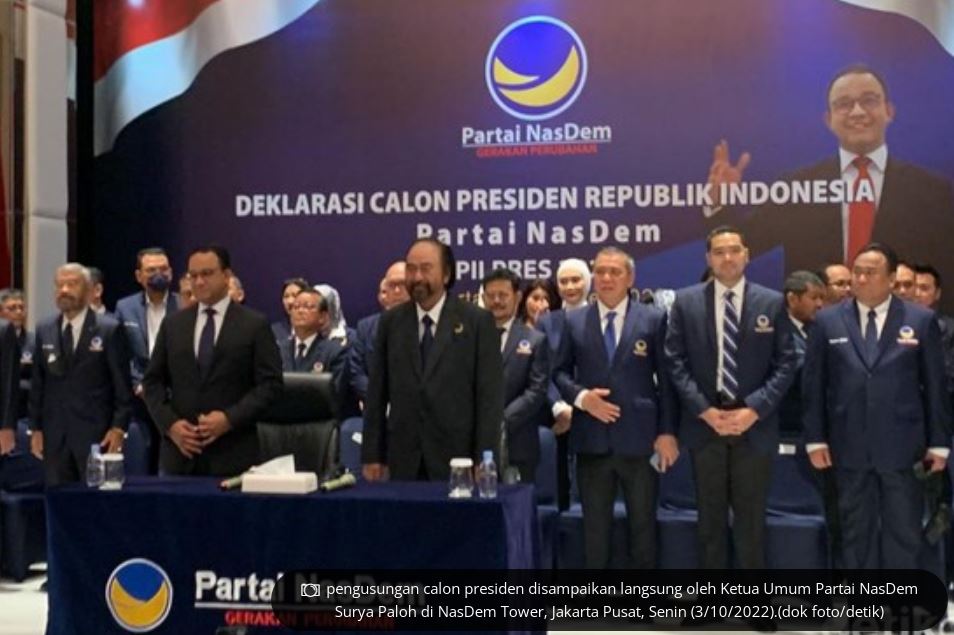 Partai NasDem
GERAKAN PERUBAHAN
DEKLARASI CALON PRESIDEN REPUBLIK INDONESIA
Partai NasDem
Partai NasDem
GERAKAN PERUBAHAN
pengusungan calon presiden disampaikan langsung oleh Ketua Umum Partai NasDem
Surya Paloh di NasDem Tower, Jakarta Pusat, Senin (3/10/2022).(dok foto/detik)